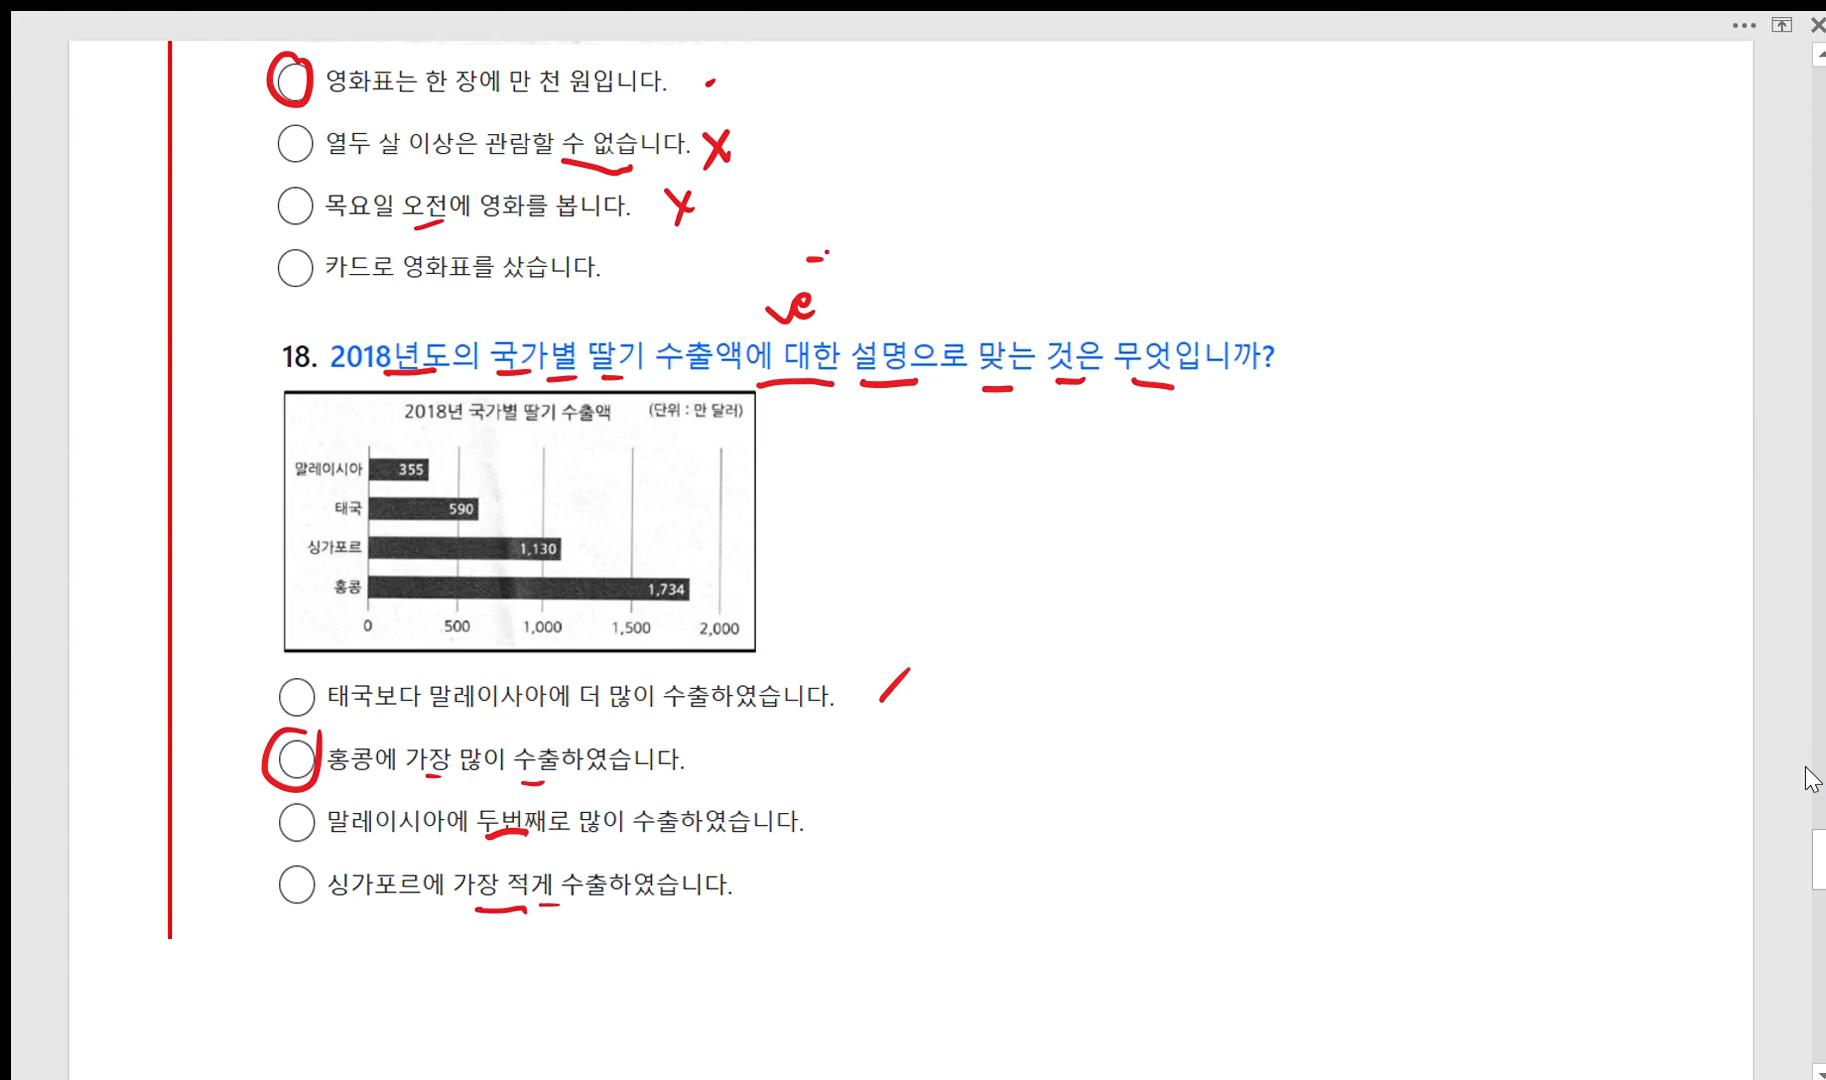 영화표는 한 장에 만 천 원입니다.
열두 살 이상은 관람할 수 없습니다.
목요일 오전에 영화를 봅니다.
카드로 영화표를 샀습니다.
18. 2018년도의 국가별 딸기 수출액에 대한 설명으로 맞는 것은 무엇입니까?
2018년 국가별 딸기 수출액 (단위 : 만 달러)
말레이시아 355
태국 590
싱가포르 1,130
홍콩 1,734
0 500 1,000 1,500 2,000
태국보다 말레이사아에 더 많이 수출하였습니다.
홍콩에 가장 많이 수출하였습니다.
말레이시아에 두번째로 많이 수출하였습니다.
싱가포르에 가장 적게 수출하였습니다.